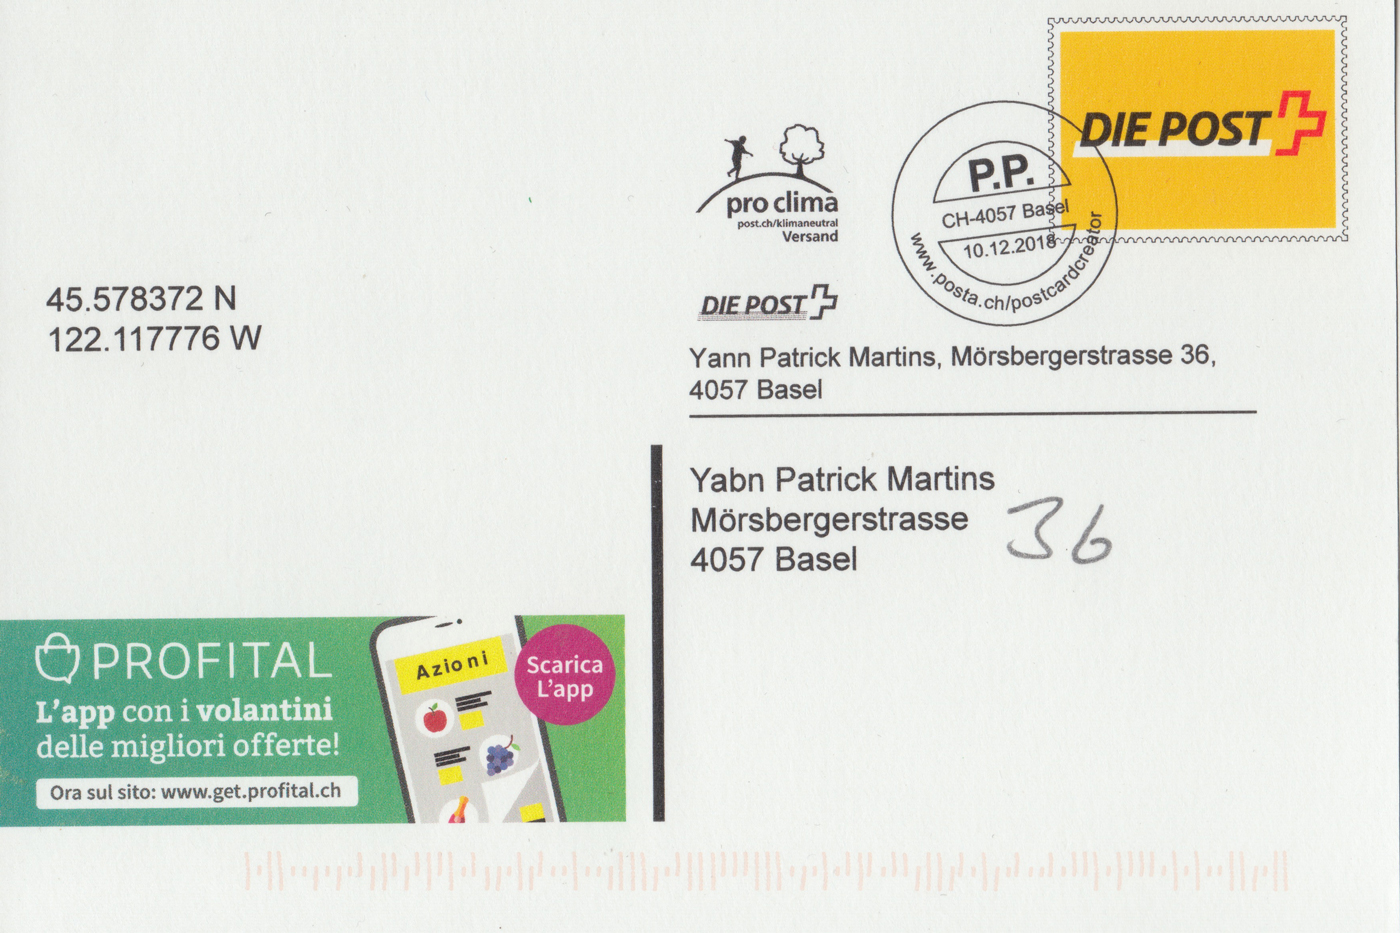 DIE POST
P.P.
CH-4057 Basel
10.12.2018
www.posta.ch/postcardcreator
pro clima
post.ch/klimaneutral
Versand
DIE POST
45.578372 N
122.117776 W
Yann Patrick Martins, Mörsbergerstrasse 36,
4057 Basel
Yabn Patrick Martins
Mörsbergerstrasse 36
4057 Basel
PROFITAL
L'app con i volantini
delle migliori offerte!
Ora sul sito: www.get.profital.ch
Azioni
Scarica
L'app